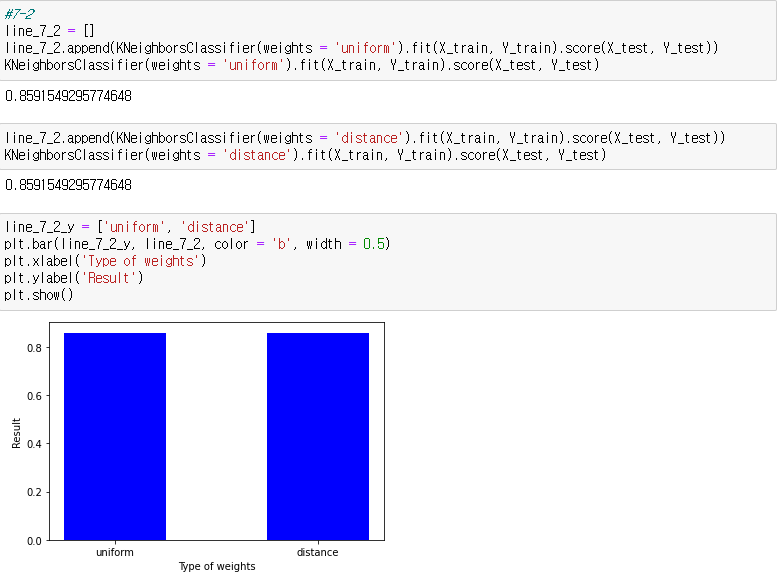 #7-2
line_7_2 = []
line_7_2.append(KNeighborsClassifier(weights = 'uniform').fit(X_train, Y_train).score(X_test, Y_test))
KNeighborsClassifier(weights = 'uniform').fit(X_train, Y_train).score(X_test, Y_test)
0.8591549295774648
line_7_2.append(KNeighborsClassifier(weights = 'distance').fit(X_train, Y_train).score(X_test, Y_test))
KNeighborsClassifier(weights = 'distance').fit(X_train, Y_train).score(X_test, Y_test)
0.8591549295774648
line_7_2_y = ['uniform', 'distance']
plt.bar(line_7_2_y, line_7_2, color = 'b', width = 0.5)
plt.xlabel('Type of weights')
plt.ylabel('Result')
plt.show()
0.8
0.6
Result
0.4
0.2
0.0
uniform distance
Type of weights